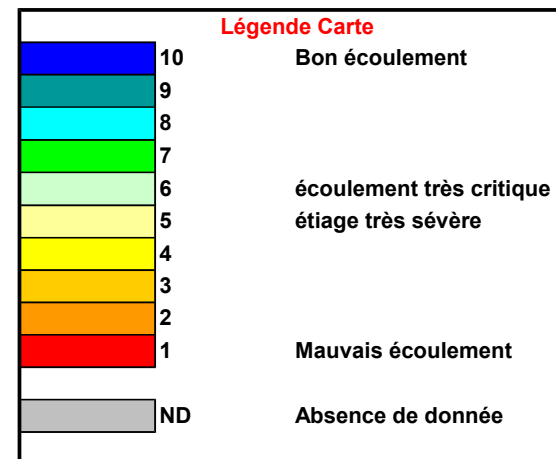 Légende Carte
10 Bon écoulement
9
8
7
6 écoulement très critique
5 étiage très sévère
4
3
2
1 Mauvais écoulement
ND Absence de donnée